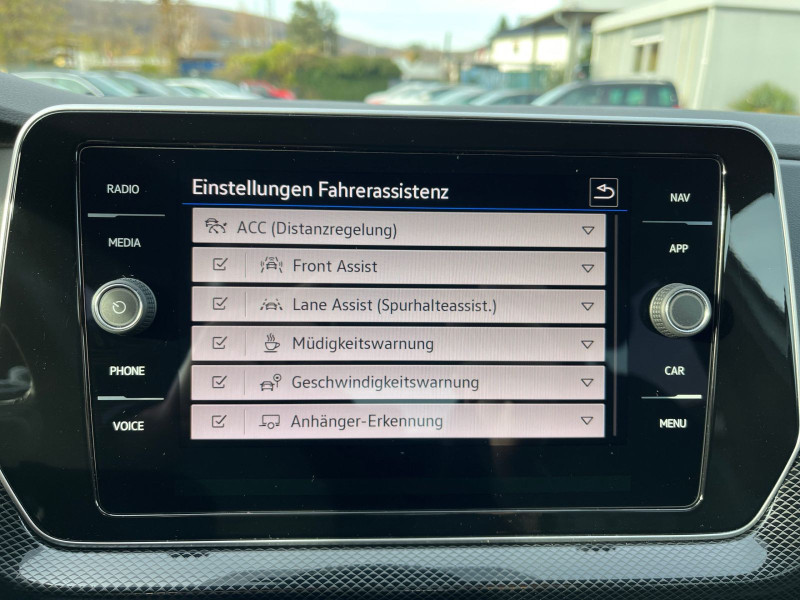 Einstellungen Fahrerassistenz
RADIO
MEDIA
PHONE
VOICE
ACC (Distanzregelung)
Front Assist
Lane Assist (Spurhalteassist.)
Müdigkeitswarnung
Geschwindigkeitswarnung
Anhänger-Erkennung
NAV
APP
CAR
MENU